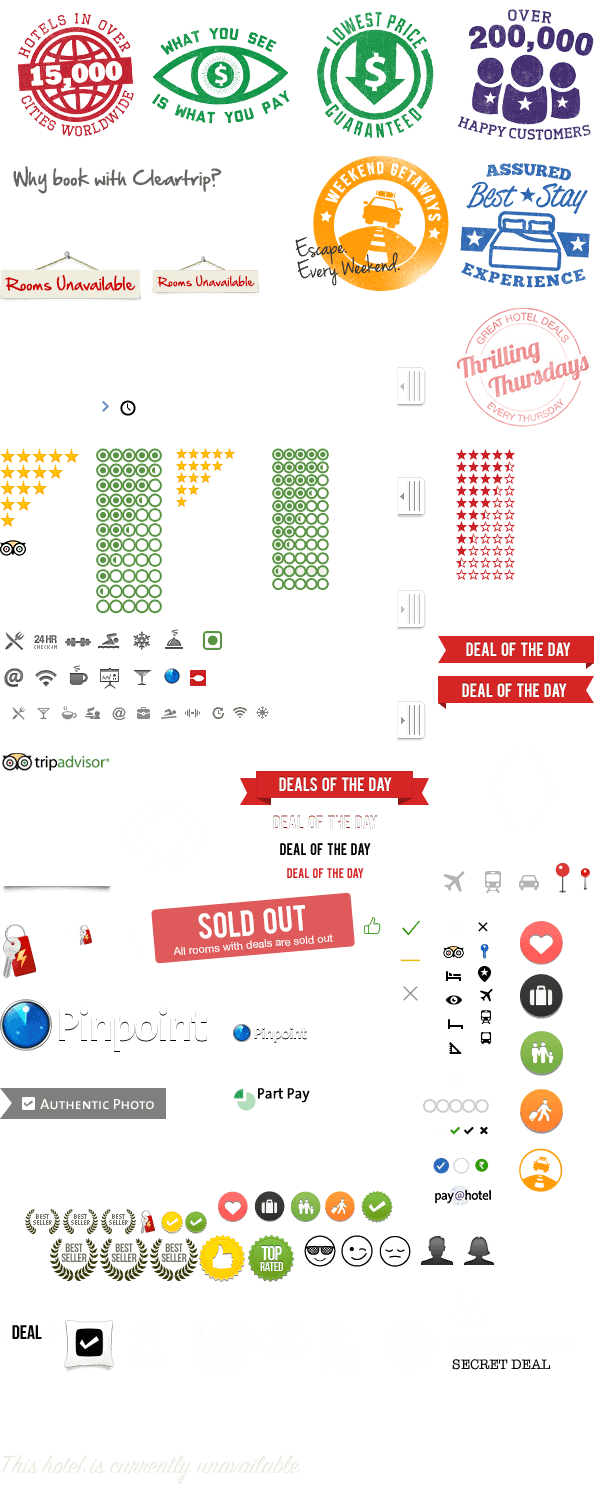 HOTELS IN OVER
15,000
CITIES WORLDWIDE
WHAT YOU SEE
$
IS WHAT YOU PAY
LOWEST PRICE
$
GUARANTEED
OVER
200,000
HAPPY CUSTOMERS
Why book with Cleartrip?
WEEKEND GETAWAYS
Escape.
Every Weekend.
ASSURED
Best Stay
EXPERIENCE
Rooms Unavailable
Rooms Unavailable
GREAT HOTEL DEALS
Thrilling
Thursdays
EVERY THURSDAY
24 HR
CHECK-IN
@
@
DEAL OF THE DAY
DEAL OF THE DAY
tripadvisor®
DEALS OF THE DAY
DEAL OF THE DAY
DEAL OF THE DAY
DEAL OF THE DAY
SOLD OUT
All rooms with deals are sold out
Pinpoint
Pinpoint
AUTHENTIC PHOTO
Part Pay
₹
pay@hotel
BEST
SELLER
BEST
SELLER
BEST
SELLER
BEST
SELLER
BEST
SELLER
BEST
SELLER
TOP
RATED
DEAL
SECRET DEAL
This hotel is currently unavailable